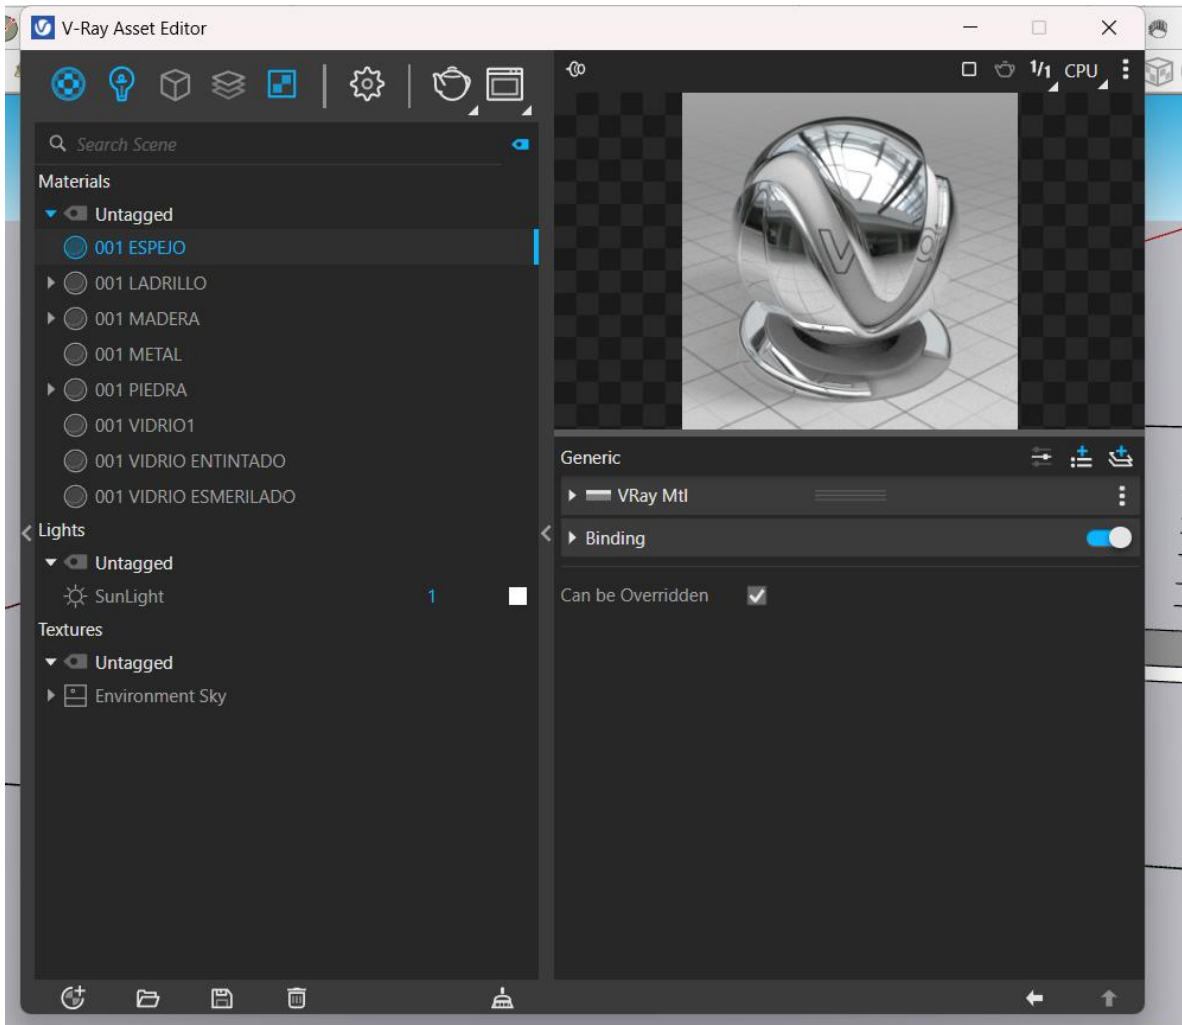 V-Ray Asset Editor
1/1 CPU
Search Scene
Materials
Untagged
001 ESPEJO
001 LADRILLO
001 MADERA
001 METAL
001 PIEDRA
001 VIDRIO1
001 VIDRIO ENTINTADO
001 VIDRIO ESMERILADO
Lights
Untagged
SunLight 1
Textures
Untagged
Environment Sky
Generic
VRay Mtl
Binding
Can be Overridden